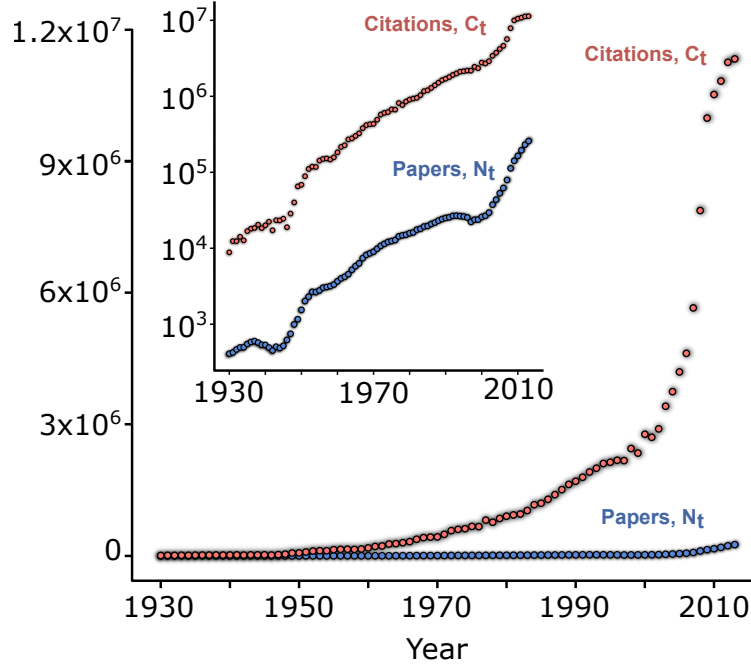 1.2x10⁷
9x10⁶
6x10⁶
3x10⁶
0
1930
1950
1970
1990
2010
Year
Citations, Cₜ
Papers, Nₜ
10⁷
10⁶
10⁵
10⁴
10³
1930
1970
2010
Citations, Cₜ
Papers, Nₜ